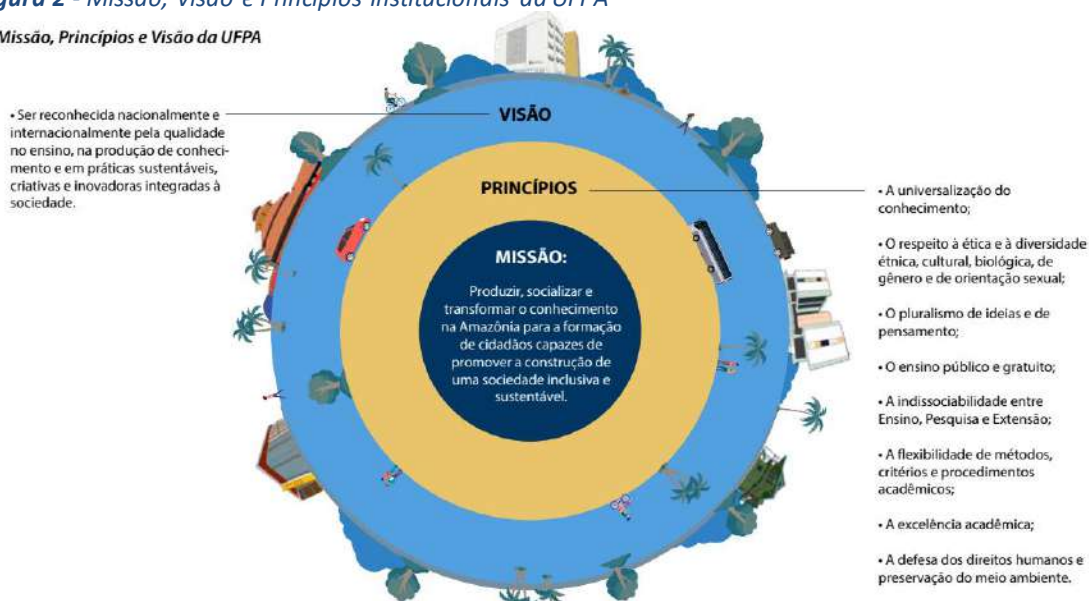 gura 2 - Missão, Visão e Princípios Institucionais da UFPA
Missão, Princípios e Visão da UFPA
• Ser reconhecida nacionalmente e
internacionalmente pela qualidade
no ensino, na produção de conheci-
mento e em práticas sustentáveis,
criativas e inovadoras integradas à
sociedade.
VISÃO
PRINCÍPIOS
MISSÃO:
Produzir, socializar e
transformar o conhecimento
na Amazônia para a formação
de cidadãos capazes de
promover a construção de
uma sociedade inclusiva e
sustentável.
• A universalização do
conhecimento;
• O respeito à ética e à diversidade
étnica, cultural, biológica, de
gênero e de orientação sexual;
• O pluralismo de ideias e de
pensamento;
• O ensino público e gratuito;
• A indissociabilidade entre
Ensino, Pesquisa e Extensão;
• A flexibilidade de métodos,
critérios e procedimentos
acadêmicos;
• A excelência acadêmica;
• A defesa dos direitos humanos e
preservação do meio ambiente.